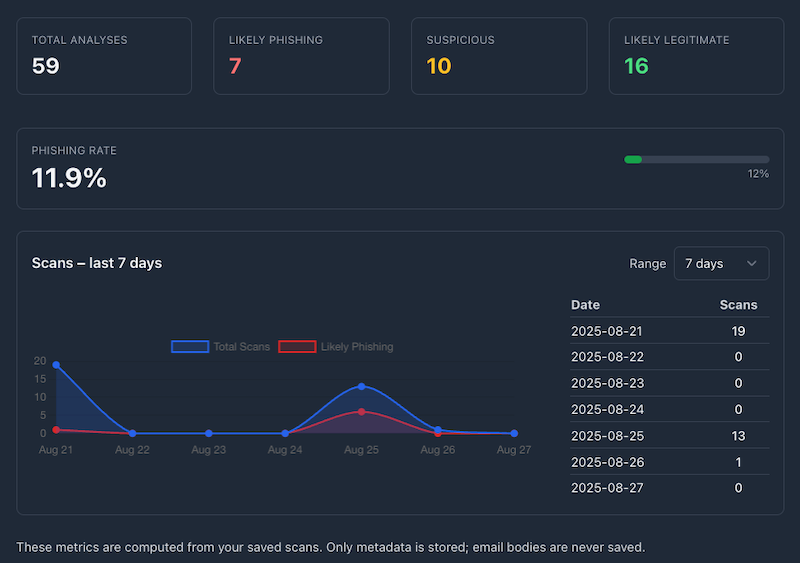 TOTAL ANALYSES
59
LIKELY PHISHING
7
SUSPICIOUS
10
LIKELY LEGITIMATE
16
PHISHING RATE
11.9%
12%
Scans – last 7 days
Range 7 days
Total Scans Likely Phishing
20
15
10
5
0
Aug 21 Aug 22 Aug 23 Aug 24 Aug 25 Aug 26 Aug 27
Date Scans
2025-08-21 19
2025-08-22 0
2025-08-23 0
2025-08-24 0
2025-08-25 13
2025-08-26 1
2025-08-27 0
These metrics are computed from your saved scans. Only metadata is stored; email bodies are never saved.